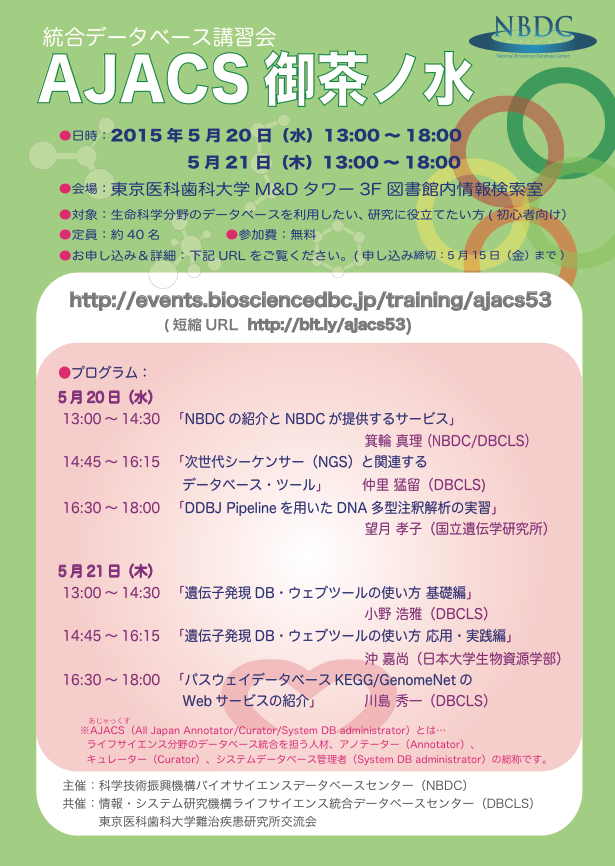 統合データベース講習会
NBDC
National Bioscience Database Center
AJACS 御茶ノ水
●日時：2015年5月20日（水）13:00～18:00
5月21日（木）13:00～18:00
●会場：東京医科歯科大学 M&D タワー 3F 図書館内情報検索室
●対象：生命科学分野のデータベースを利用したい、研究に役立てたい方（初心者向け）
●定員：約40名 ●参加費：無料
●お申し込み＆詳細：下記URLをご覧ください。（申し込み締切：5月15日（金）まで）
http://events.biosciencedbc.jp/training/ajacs53
（短縮URL http://bit.ly/ajacs53）
●プログラム：
5月20日（水）
13:00～14:30 「NBDCの紹介とNBDCが提供するサービス」
箕輪 真理（NBDC/DBCLS）
14:45～16:15 「次世代シーケンサー（NGS）と関連する
データベース・ツール」 仲里 猛留（DBCLS）
16:30～18:00 「DDBJ Pipelineを用いたDNA多型注釈解析の実習」
望月 孝子（国立遺伝学研究所）
5月21日（木）
13:00～14:30 「遺伝子発現DB・ウェブツールの使い方 基礎編」
小野 浩雅（DBCLS）
14:45～16:15 「遺伝子発現DB・ウェブツールの使い方 応用・実践編」
沖 嘉尚（日本大学生物資源学部）
16:30～18:00 「パスウェイデータベースKEGG/GenomeNetの
Webサービスの紹介」 川島 秀一（DBCLS）
あじゃっくす
※AJACS（All Japan Annotator/Curator/System DB administrator）とは…
ライフサイエンス分野のデータベース統合を担う人材、アノテーター（Annotator）、
キュレーター（Curator）、システムデータベース管理者（System DB administrator）の総称です。
主催：科学技術振興機構バイオサイエンスデータベースセンター（NBDC）
共催：情報・システム研究機構ライフサイエンス統合データベースセンター（DBCLS）
東京医科歯科大学難治疾患研究所交流会